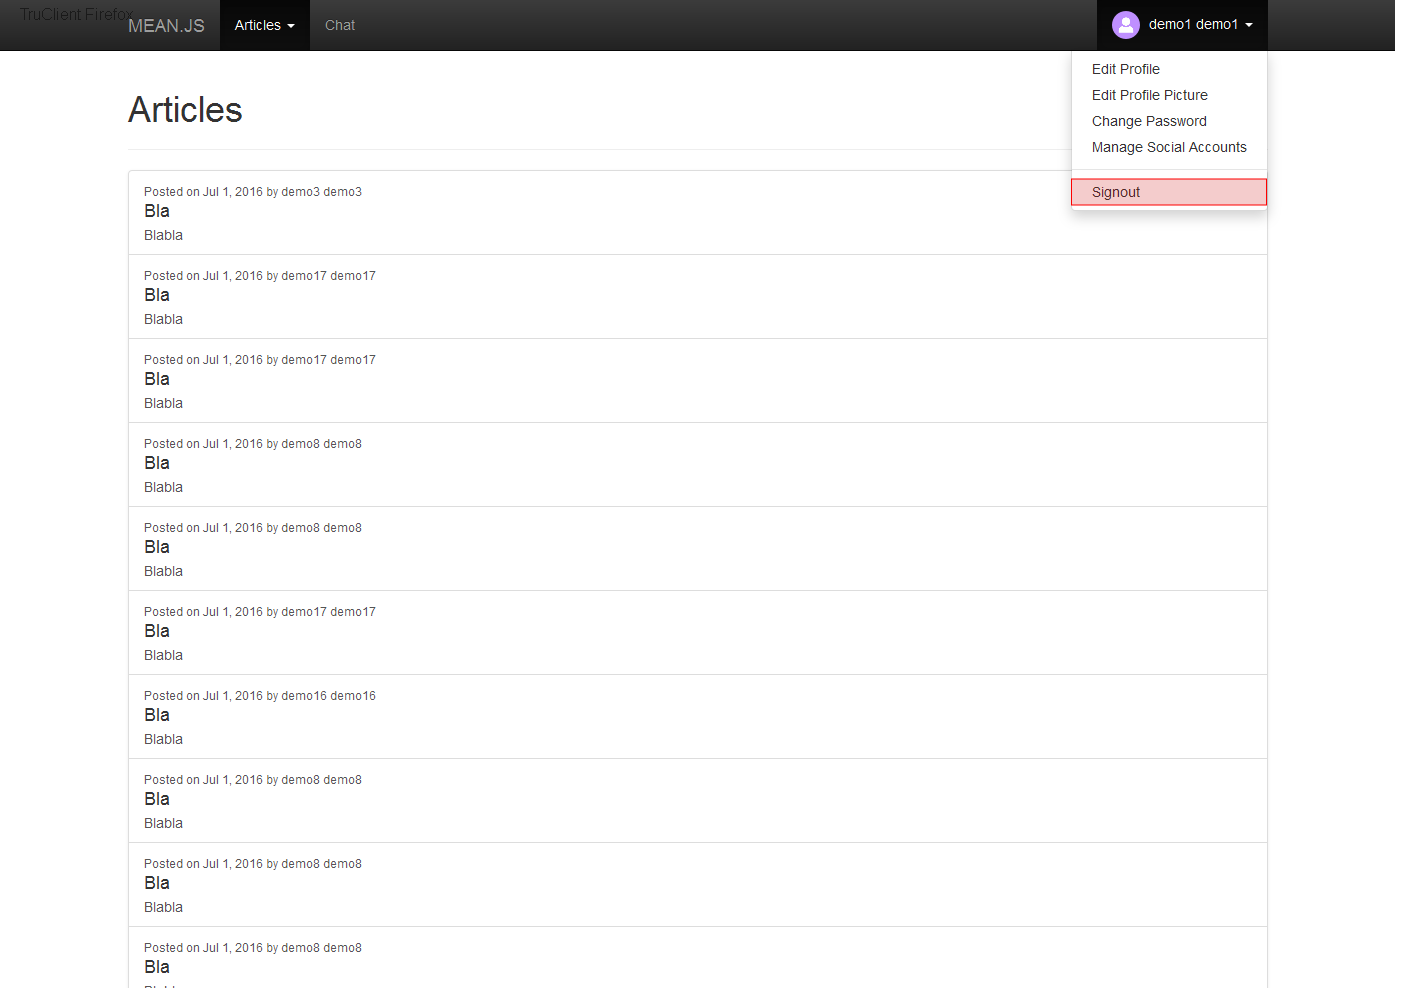 TruClient Firefox
MEAN.JS Articles Chat demo1 demo1
Edit Profile
Edit Profile Picture
Change Password
Manage Social Accounts
Signout
Articles
Posted on Jul 1, 2016 by demo3 demo3
Bla
Blabla
Posted on Jul 1, 2016 by demo17 demo17
Bla
Blabla
Posted on Jul 1, 2016 by demo17 demo17
Bla
Blabla
Posted on Jul 1, 2016 by demo8 demo8
Bla
Blabla
Posted on Jul 1, 2016 by demo8 demo8
Bla
Blabla
Posted on Jul 1, 2016 by demo17 demo17
Bla
Blabla
Posted on Jul 1, 2016 by demo16 demo16
Bla
Blabla
Posted on Jul 1, 2016 by demo8 demo8
Bla
Blabla
Posted on Jul 1, 2016 by demo8 demo8
Bla
Blabla
Posted on Jul 1, 2016 by demo8 demo8
Bla